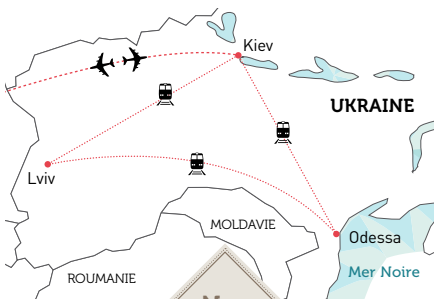 Kiev
UKRAINE
Lviv
MOLDAVIE
Odessa
Mer Noire
ROUMANIE